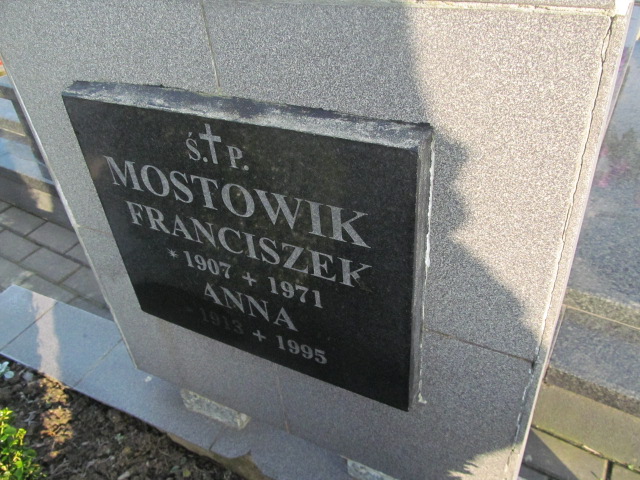 Ś. † P.
MOSTOWIK
FRANCISZEK
* 1907 + 1971
ANNA
1913 + 1995